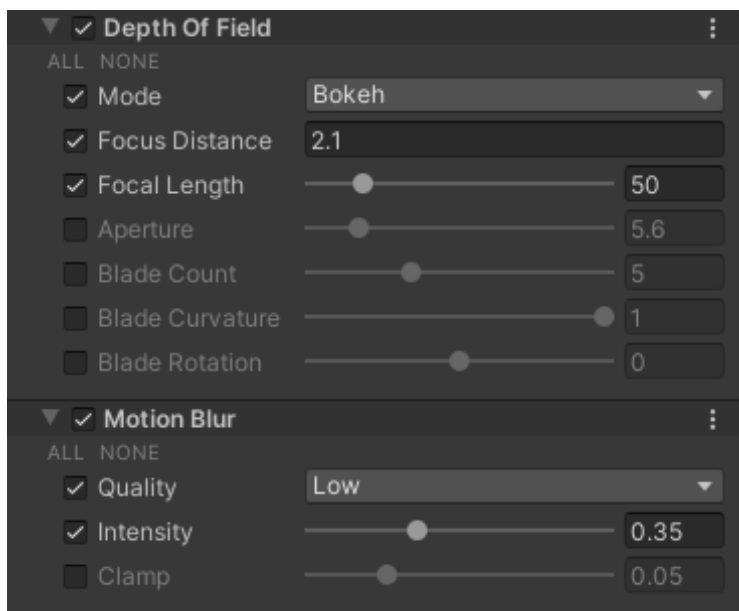 Depth Of Field
ALL NONE
Mode Bokeh
Focus Distance 2.1
Focal Length 50
Aperture 5.6
Blade Count 5
Blade Curvature 1
Blade Rotation 0
Motion Blur
ALL NONE
Quality Low
Intensity 0.35
Clamp 0.05